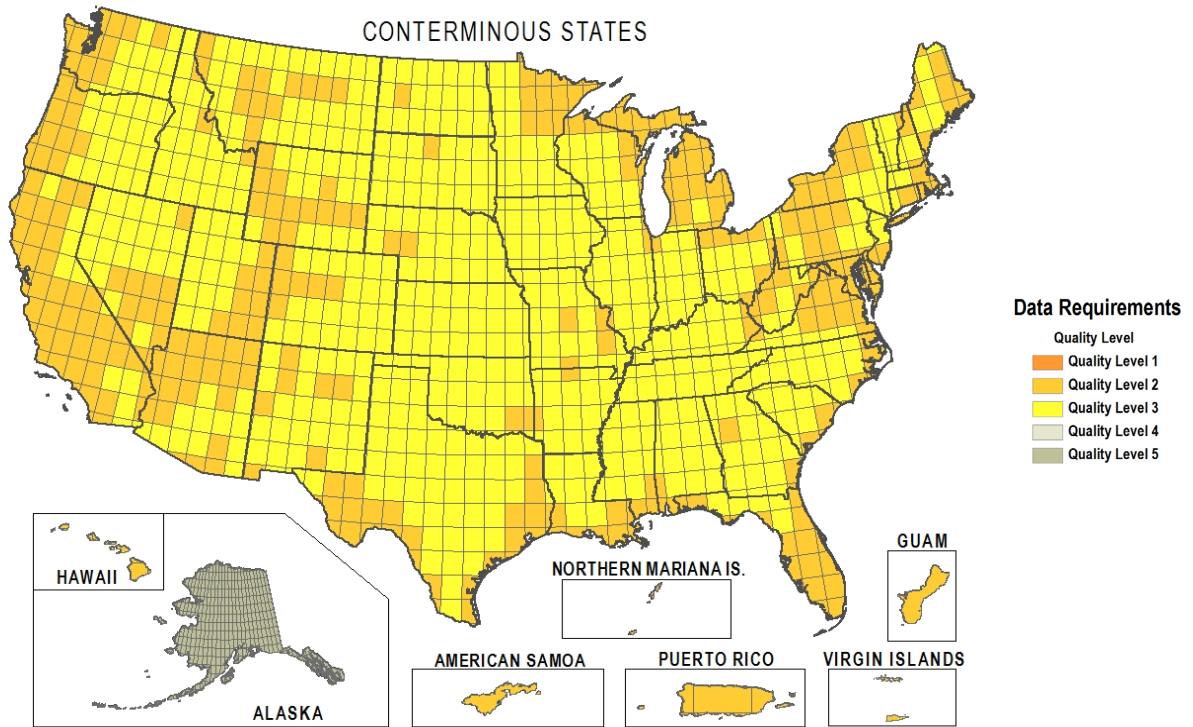 CONTERMINOUS STATES
Data Requirements
Quality Level
Quality Level 1
Quality Level 2
Quality Level 3
Quality Level 4
Quality Level 5
HAWAII
ALASKA
NORTHERN MARIANA IS.
GUAM
AMERICAN SAMOA
PUERTO RICO
VIRGIN ISLANDS